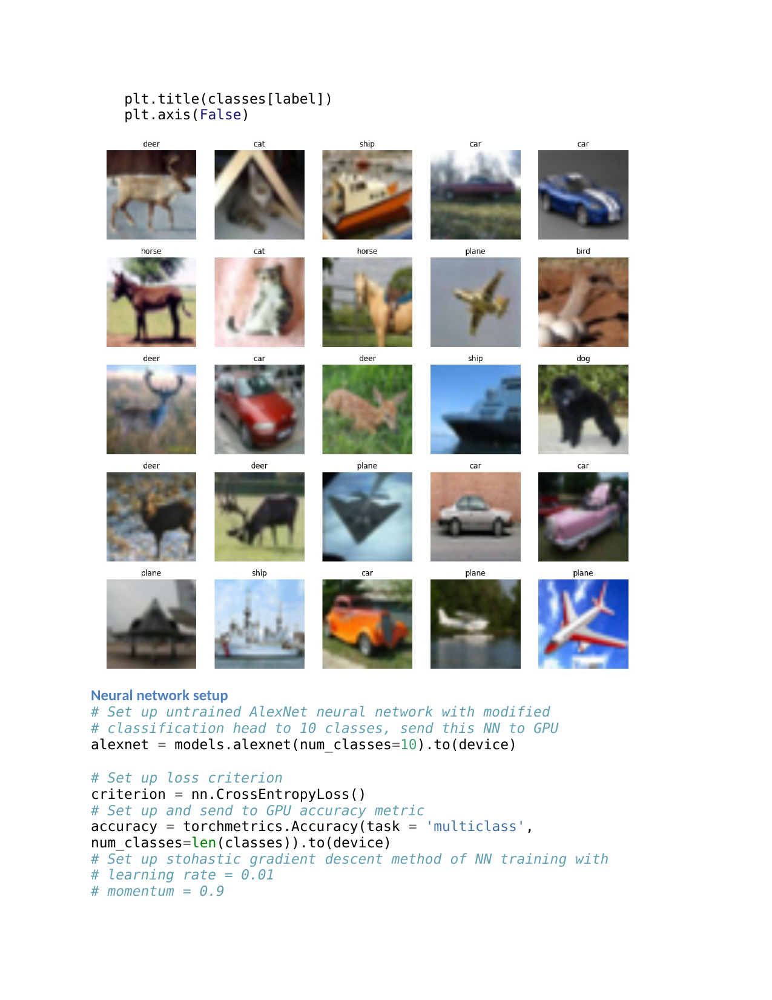 plt.title(classes[label])
plt.axis(False)
deer cat ship car car
horse cat horse plane bird
deer car deer ship dog
deer deer plane car car
plane ship car plane plane
Neural network setup
# Set up untrained AlexNet neural network with modified
# classification head to 10 classes, send this NN to GPU
alexnet = models.alexnet(num_classes=10).to(device)
# Set up loss criterion
criterion = nn.CrossEntropyLoss()
# Set up and send to GPU accuracy metric
accuracy = torchmetrics.Accuracy(task = 'multiclass',
num_classes=len(classes)).to(device)
# Set up stohastic gradient descent method of NN training with
# learning rate = 0.01
# momentum = 0.9